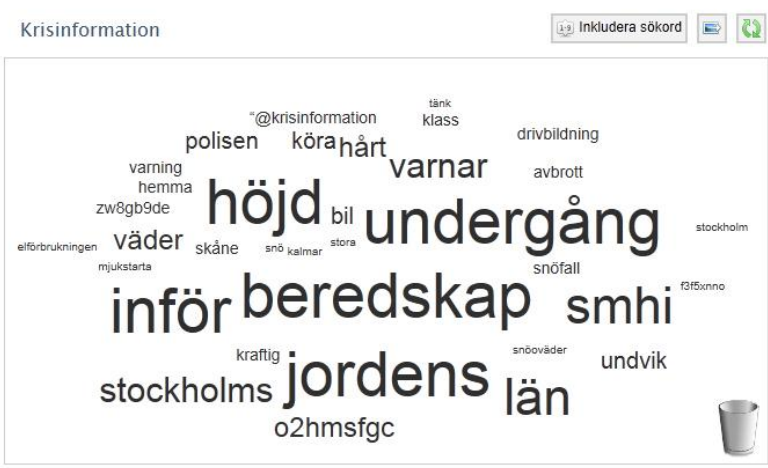 Krisinformation
1-9 Inkludera sökord
tänk
"@krisinformation klass
polisen köra hårt drivbildning
varning varnar avbrott
hemma
zw8gb9de höjd bil undergång stockholm
elförbrukningen väder skåne snö kalmar stora
mjukstarta snöfall
inför beredskap smhi f3f5xnno
kraftig jordens snöoväder undvik
stockholms län
o2hmsfgc